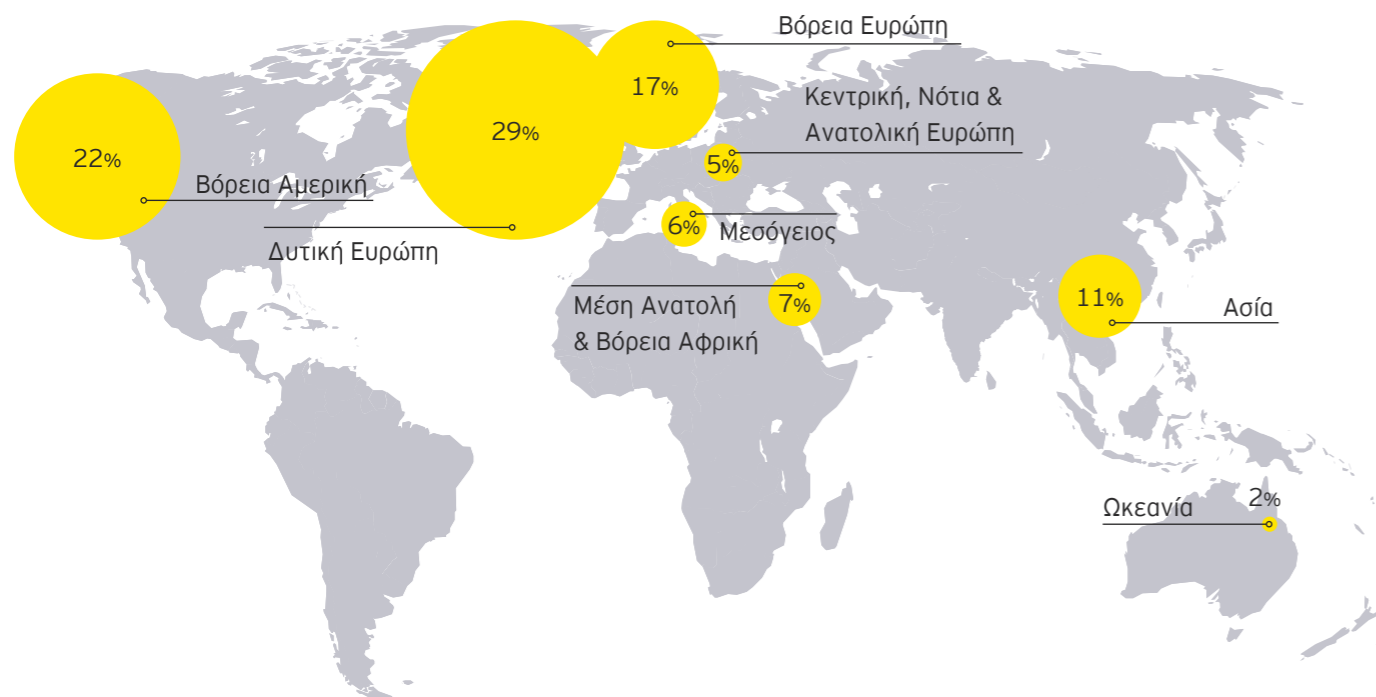 Βόρεια Ευρώπη
17%
Κεντρική, Νότια &
Ανατολική Ευρώπη
5%
29%
22%
Βόρεια Αμερική
Δυτική Ευρώπη
6%
Μεσόγειος
Μέση Ανατολή
& Βόρεια Αφρική
7%
11%
Ασία
2%
Ωκεανία